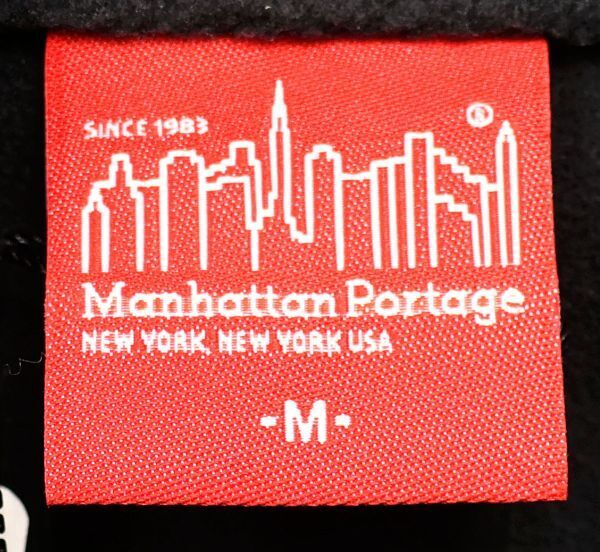 SINCE 1983
®
Manhattan Portage
NEW YORK, NEW YORK USA
-M-